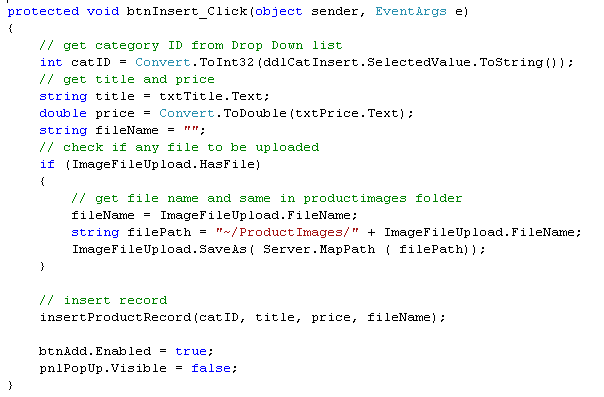 protected void btnInsert_Click(object sender, EventArgs e)
{
    // get category ID from Drop Down list
    int catID = Convert.ToInt32(ddlCatInsert.SelectedValue.ToString());
    // get title and price
    string title = txtTitle.Text;
    double price = Convert.ToDouble(txtPrice.Text);
    string fileName = "";
    // check if any file to be uploaded
    if (ImageFileUpload.HasFile)
    {
        // get file name and same in productimages folder
        fileName = ImageFileUpload.FileName;
        string filePath = "~/ProductImages/" + ImageFileUpload.FileName;
        ImageFileUpload.SaveAs( Server.MapPath ( filePath));
    }

    // insert record
    insertProductRecord(catID, title, price, fileName);

    btnAdd.Enabled = true;
    pnlPopUp.Visible = false;
}